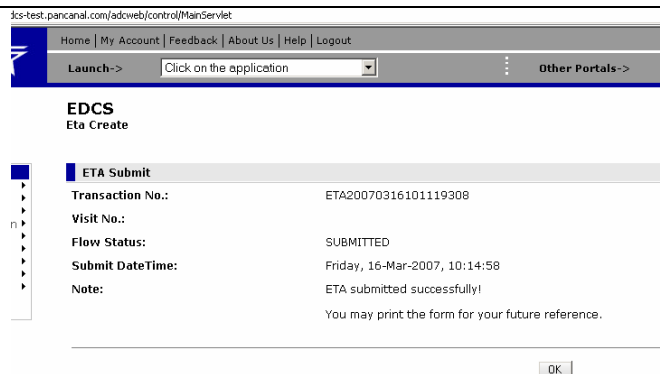 dcs-test.pancanal.com/adcweb/control/MainServlet
Home | My Account | Feedback | About Us | Help | Logout
Launch-> Click on the application Other Portals->
EDCS
Eta Create
ETA Submit
Transaction No.: ETA20070316101119308
Visit No.:
n
Flow Status: SUBMITTED
Submit DateTime: Friday, 16-Mar-2007, 10:14:58
Note: ETA submitted successfully!
You may print the form for your future reference.
OK